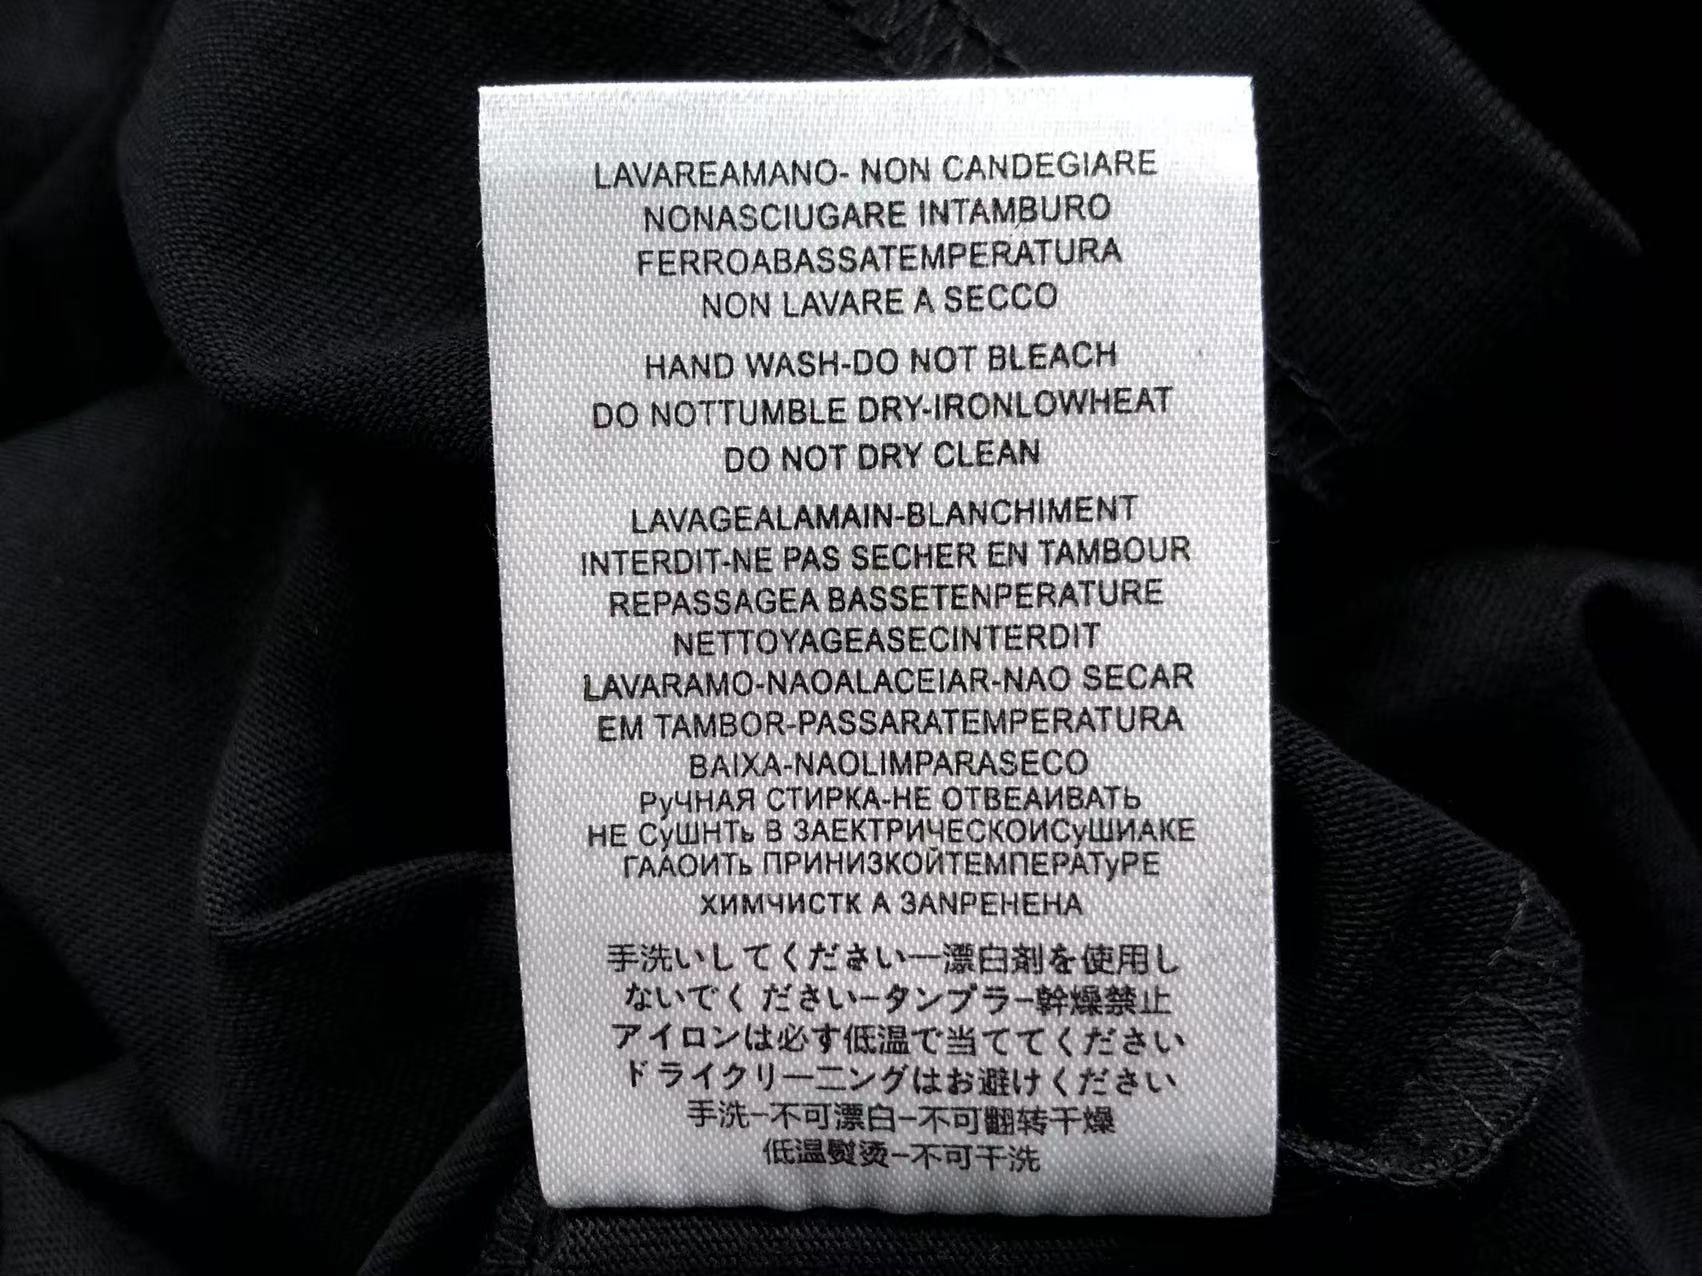 LAVAREAMANO- NON CANDEGIARE
NONASCIUGARE INTAMBURO
FERROABASSATEMPERATURA
NON LAVARE A SECCO
HAND WASH-DO NOT BLEACH
DO NOTTUMBLE DRY-IRONLOWHEAT
DO NOT DRY CLEAN
LAVAGEALAMAIN-BLANCHIMENT
INTERDIT-NE PAS SECHER EN TAMBOUR
REPASSAGEA BASSETENPERATURE
NETTOYAGEASECINTERDIT
LAVARAMO-NAOALACEIAR-NAO SECAR
EM TAMBOR-PASSARATEMPERATURA
BAIXA-NAOLIMPARASECO
РуЧНАЯ СТИРКА-НЕ ОТВЕАИВАТЬ
НЕ СуШНТЬ В ЗАЕКТРИЧЕСКОИСуШИАКЕ
ГААОИТЬ ПРИНИЗКОЙТЕМПЕРАТуРЕ
ХИМЧИСТК А ЗАNРЕНЕНА
手洗いしてください一漂白剤を使用し
ないでく ださい-タンプラ-幹燥禁止
アイロンは必す低温で当ててください
ドライクリーニングはお避けください
手洗-不可漂白-不可翻转干燥
低温熨烫-不可干洗